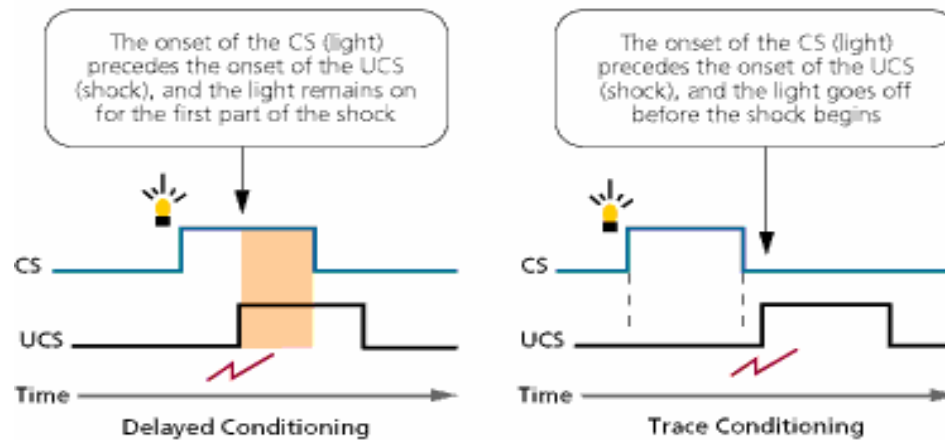 The onset of the CS (light)
precedes the onset of the UCS
(shock), and the light remains on
for the first part of the shock
The onset of the CS (light)
precedes the onset of the UCS
(shock), and the light goes off
before the shock begins
CS
UCS
Time
Delayed Conditioning
CS
UCS
Time
Trace Conditioning